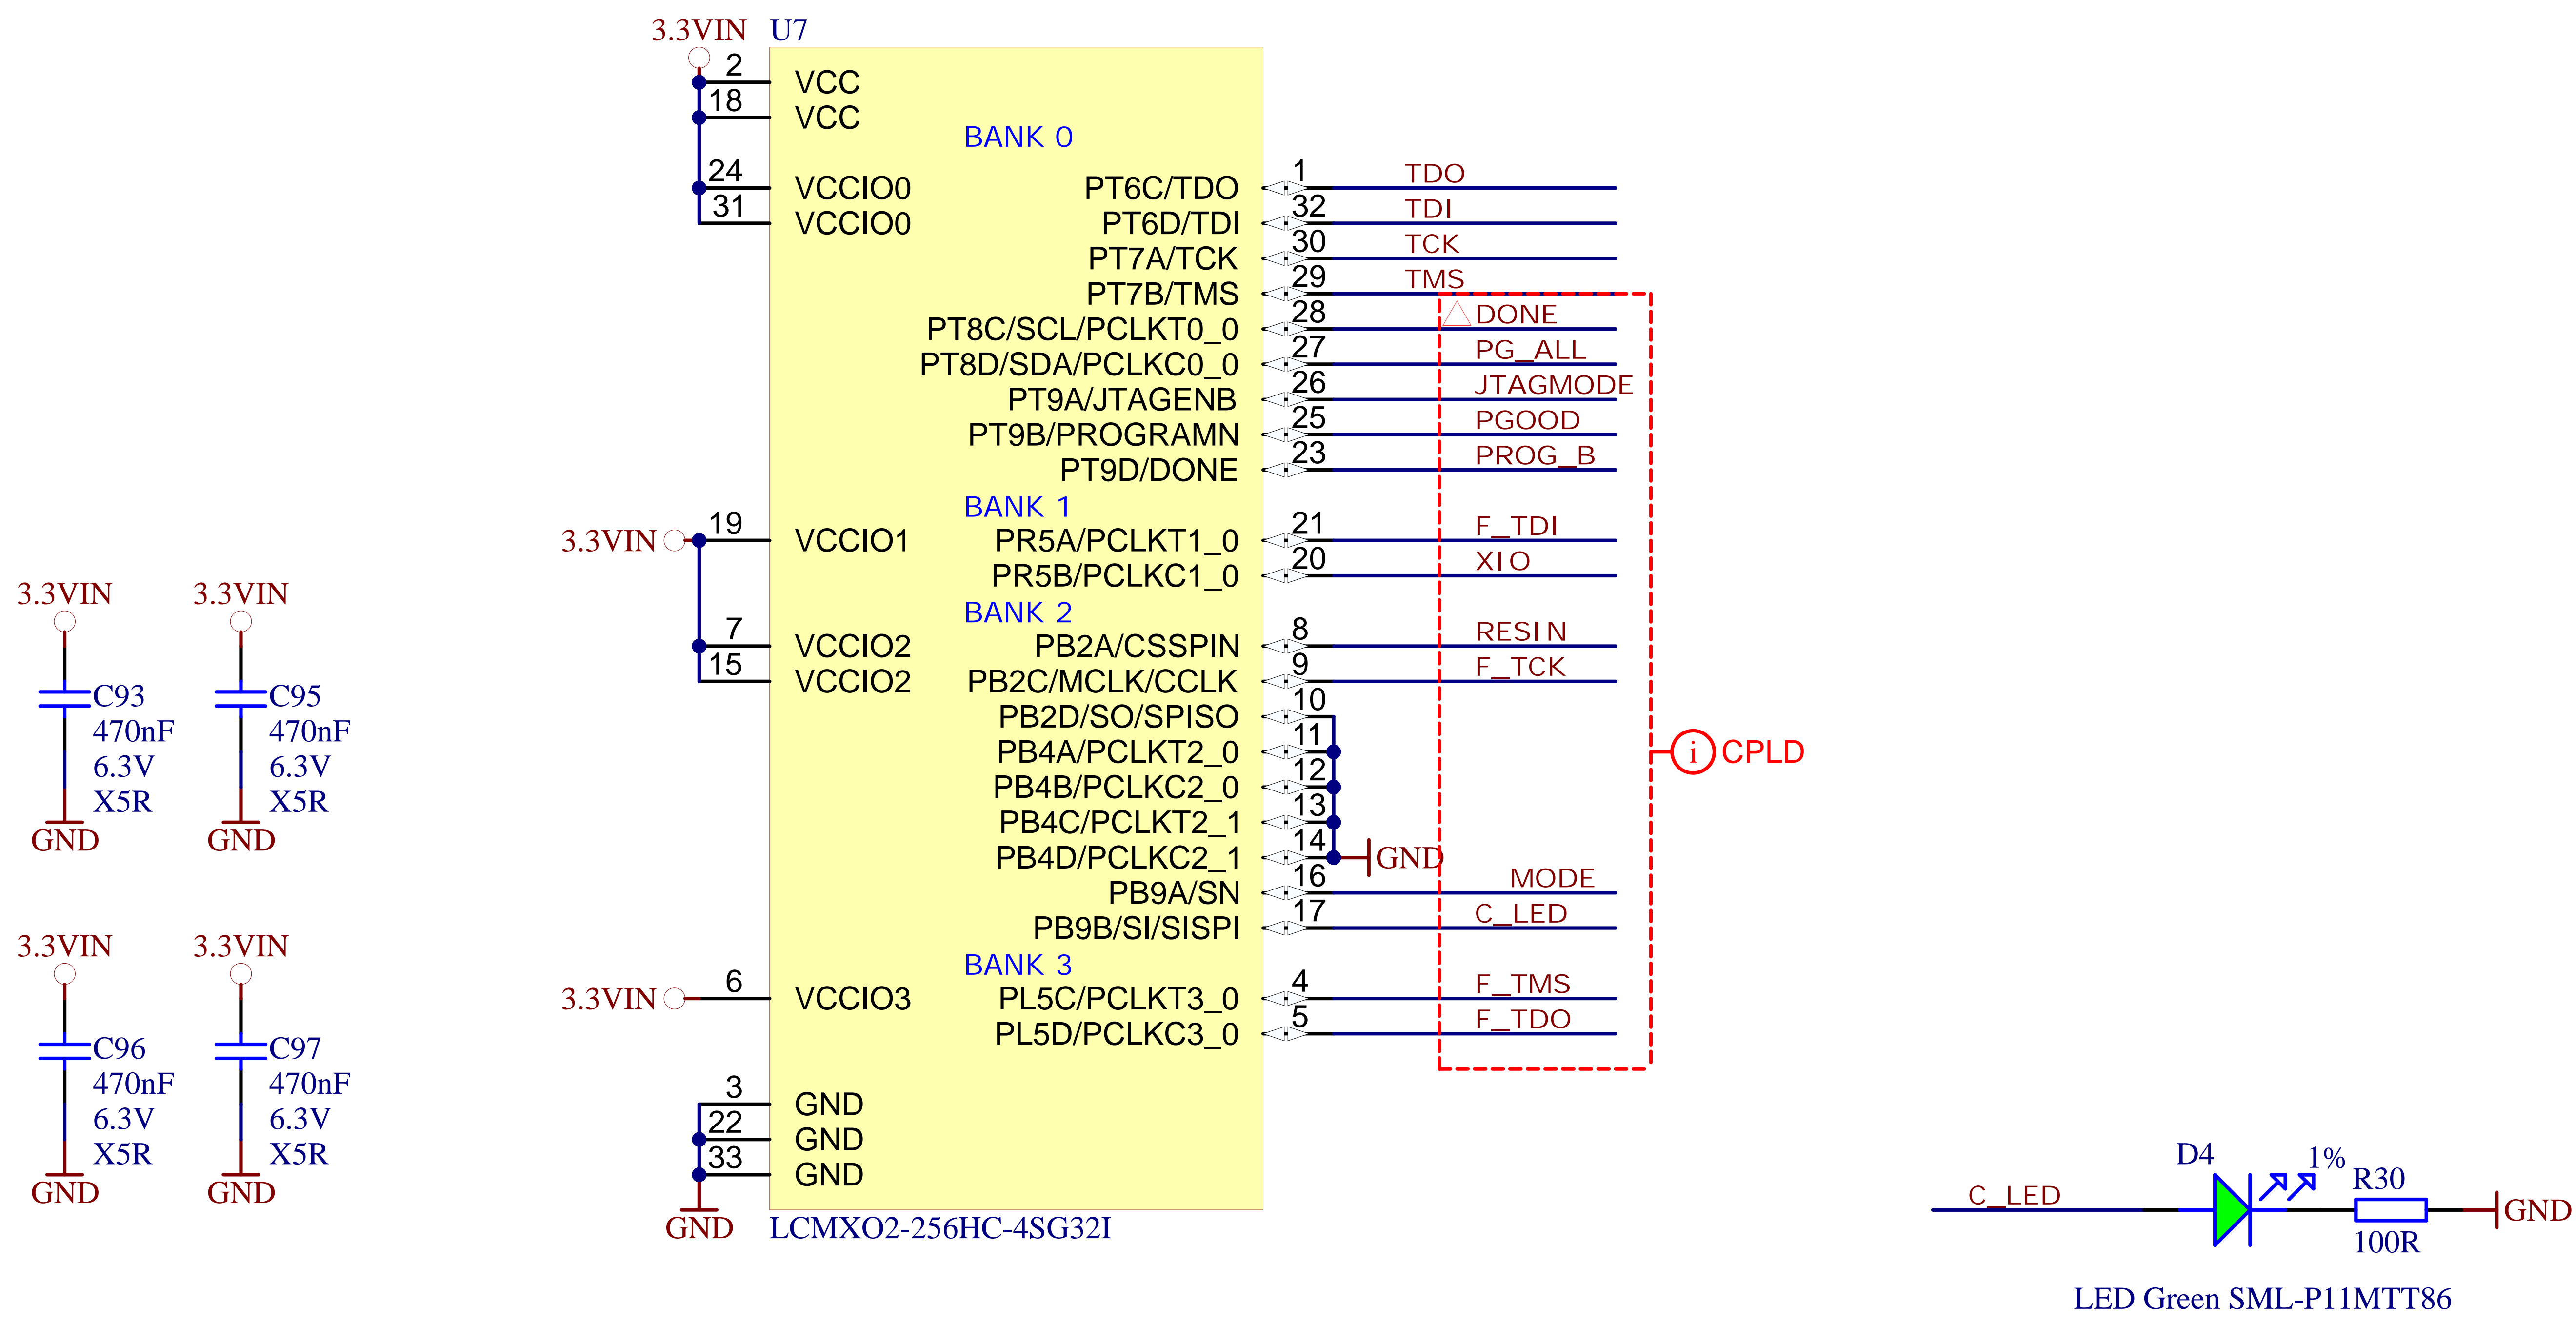 3.3VIN
U7
2 VCC
18 VCC
BANK 0
24 VCCIO0
31 VCCIO0
PT6C/TDO 1 TDO
PT6D/TDI 32 TDI
PT7A/TCK 30 TCK
PT7B/TMS 29 TMS
PT8C/SCL/PCLKT0_0 28 DONE
PT8D/SDA/PCLKC0_0 27 PG_ALL
PT9A/JTAGENB 26 JTAGMODE
PT9B/PROGRAMN 25 PGOOD
PT9D/DONE 23 PROG_B
BANK 1
3.3VIN 19 VCCIO1
PR5A/PCLKT1_0 21 F_TDI
PR5B/PCLKC1_0 20 XIO
BANK 2
7 VCCIO2
15 VCCIO2
PB2A/CSSPIN 8 RESIN
PB2C/MCLK/CCLK 9 F_TCK
PB2D/SO/SPISO 10
PB4A/PCLKT2_0 11
PB4B/PCLKC2_0 12
PB4C/PCLKT2_1 13
PB4D/PCLKC2_1 14 GND
PB9A/SN 16 MODE
PB9B/SI/SISPI 17 C_LED
BANK 3
3.3VIN 6 VCCIO3
PL5C/PCLKT3_0 4 F_TMS
PL5D/PCLKC3_0 5 F_TDO
3 GND
22 GND
33 GND
GND
LCMXO2-256HC-4SG32I
i CPLD
3.3VIN
C93
470nF
6.3V
X5R
GND
3.3VIN
C95
470nF
6.3V
X5R
GND
3.3VIN
C96
470nF
6.3V
X5R
GND
3.3VIN
C97
470nF
6.3V
X5R
GND
C_LED
D4
1%
R30
100R
GND
LED Green SML-P11MTT86